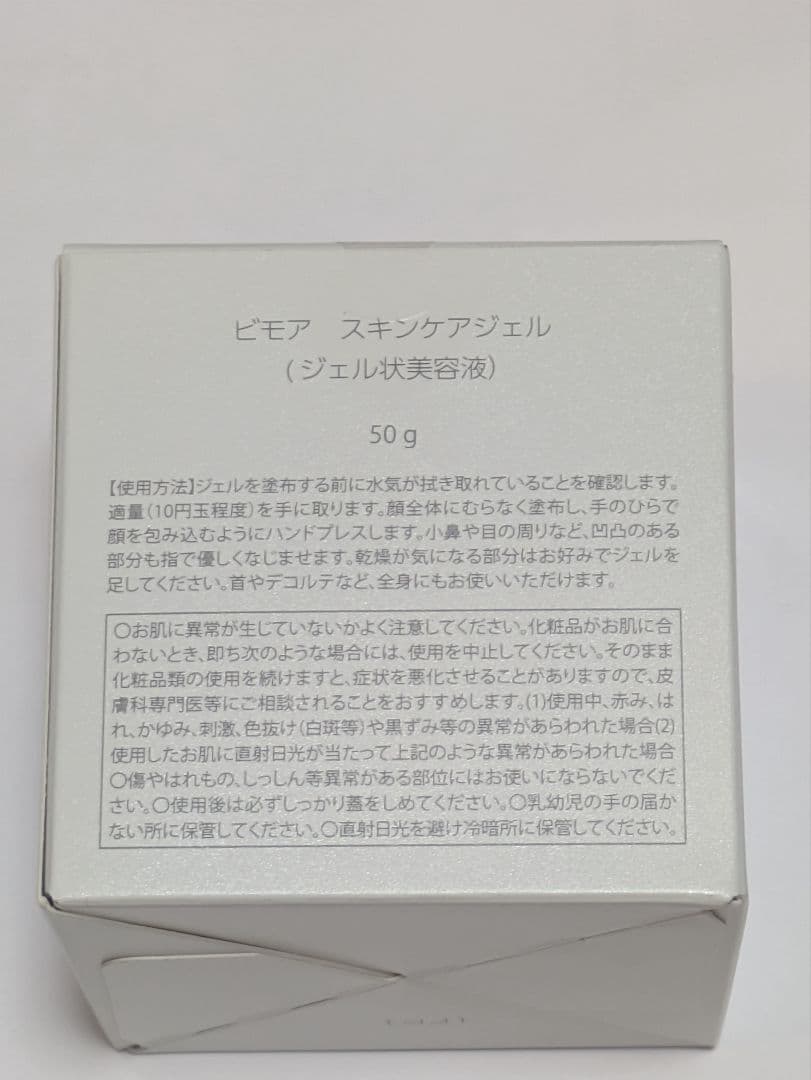 ビモア　スキンケアジェル
(ジェル状美容液)
50 g
【使用方法】ジェルを塗布する前に水気が拭き取れていることを確認します。
適量(10円玉程度)を手に取ります。顔全体にむらなく塗布し、手のひらで
顔を包み込むようにハンドプレスします。小鼻や目の周りなど、凹凸のある
部分も指で優しくなじませます。乾燥が気になる部分はお好みでジェルを
足してください。首やデコルテなど、全身にもお使いいただけます。
〇お肌に異常が生じていないかよく注意してください。化粧品がお肌に合
わないとき、即ち次のような場合には、使用を中止してください。そのまま
化粧品類の使用を続けますと、症状を悪化させることがありますので、皮
膚科専門医等にご相談されることをおすすめします。(1)使用中、赤み、は
れ、かゆみ、刺激、色抜け(白斑等)や黒ずみ等の異常があらわれた場合(2)
使用したお肌に直射日光が当たって上記のような異常があらわれた場合
〇傷やはれもの、しっしん等異常がある部位にはお使いにならないでくだ
さい。〇使用後は必ずしっかり蓋をしめてください。〇乳幼児の手の届か
ない所に保管してください。〇直射日光を避け冷暗所に保管してください。